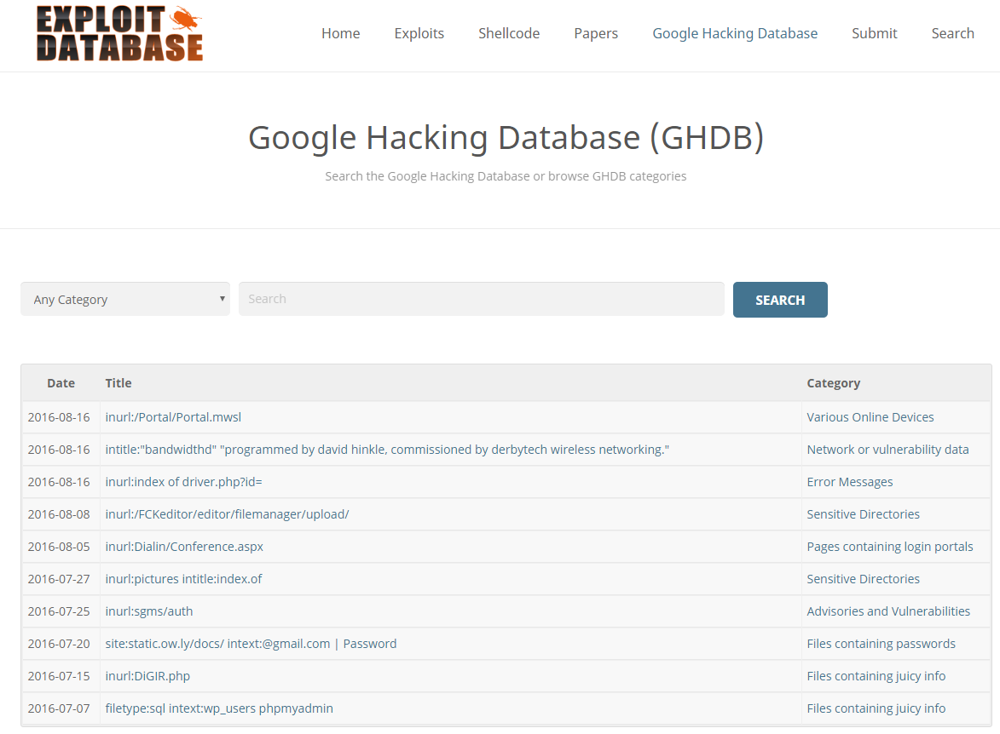 EXPLOIT
DATABASE
Home Exploits Shellcode Papers Google Hacking Database Submit Search
Google Hacking Database (GHDB)
Search the Google Hacking Database or browse GHDB categories
Any Category Search SEARCH
Date Title Category
2016-08-16 inurl:/Portal/Portal.mwsl Various Online Devices
2016-08-16 intitle:"bandwidthd" "programmed by david hinkle, commissioned by derbytech wireless networking." Network or vulnerability data
2016-08-16 inurl:index of driver.php?id= Error Messages
2016-08-08 inurl:/FCKeditor/editor/filemanager/upload/ Sensitive Directories
2016-08-05 inurl:Dialin/Conference.aspx Pages containing login portals
2016-07-27 inurl:pictures intitle:index.of Sensitive Directories
2016-07-25 inurl:sgms/auth Advisories and Vulnerabilities
2016-07-20 site:static.ow.ly/docs/ intext:@gmail.com | Password Files containing passwords
2016-07-15 inurl:DiGIR.php Files containing juicy info
2016-07-07 filetype:sql intext:wp_users phpmyadmin Files containing juicy info